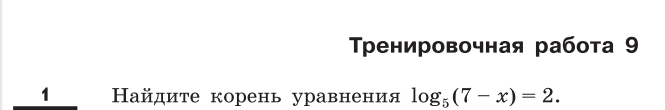 Тренировочная работа 9
1 Найдите корень уравнения log₅(7 − x) = 2.